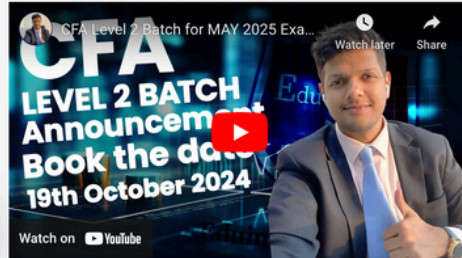 CFA Level 2 Batch for MAY 2025 Exa...
Watch later
Share
CFA
LEVEL 2 BATCH
Announcement
Book the date
19th October 2024
Watch on YouTube